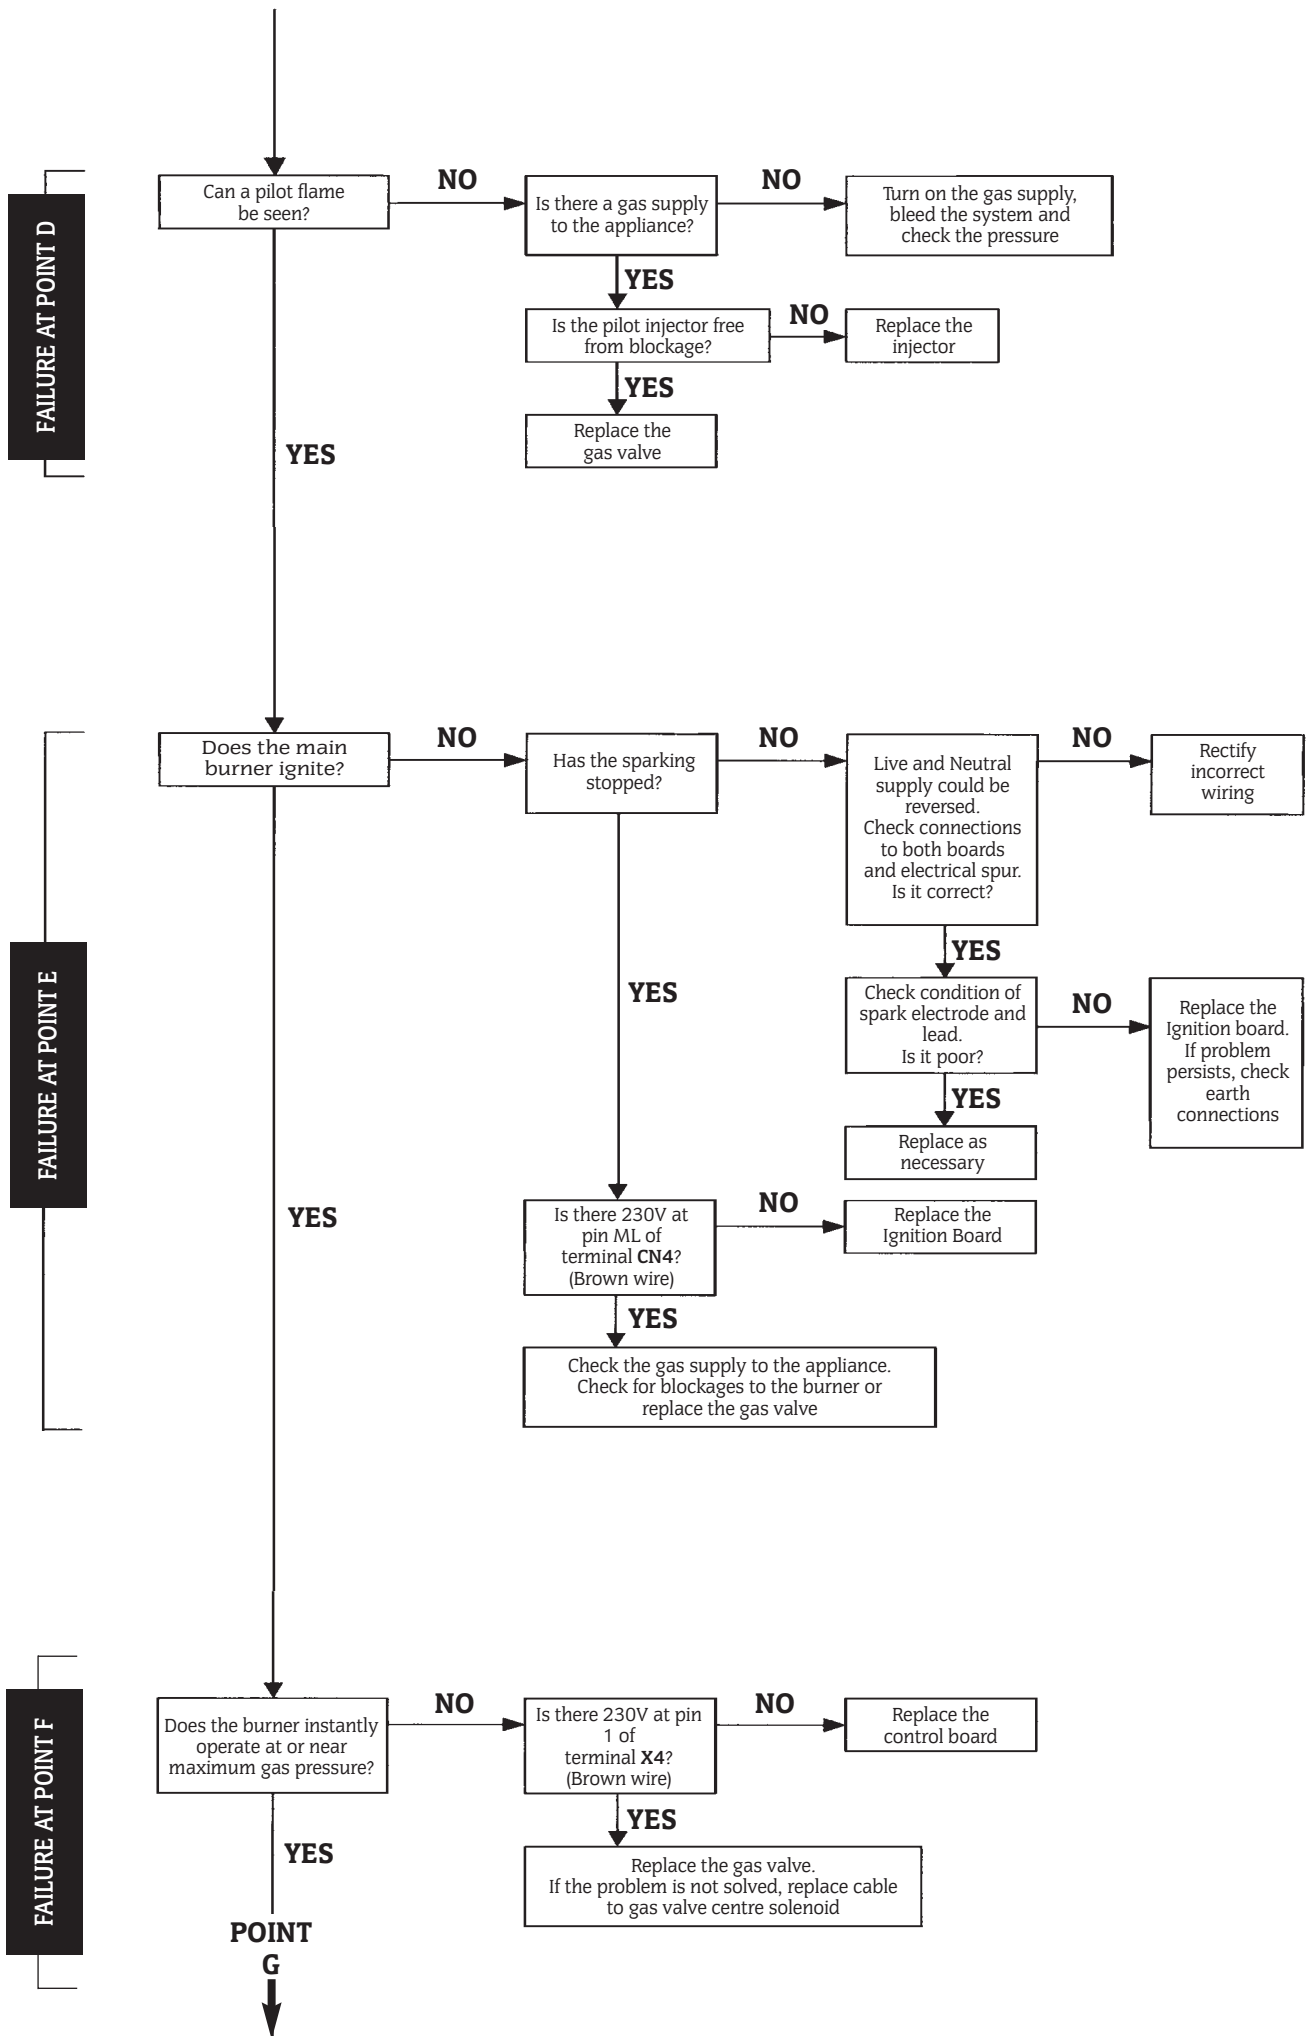 FAILURE AT POINT D
Can a pilot flame
be seen?
NO
Is there a gas supply
to the appliance?
NO
Turn on the gas supply,
bleed the system and
check the pressure
YES
Is the pilot injector free
from blockage?
NO
Replace the
injector
YES
Replace the
gas valve
YES
FAILURE AT POINT E
Does the main
burner ignite?
NO
Has the sparking
stopped?
NO
Live and Neutral
supply could be
reversed.
Check connections
to both boards
and electrical spur.
Is it correct?
NO
Rectify
incorrect
wiring
YES
Check condition of
spark electrode and
lead.
Is it poor?
NO
Replace the
Ignition board.
If problem
persists, check
earth
connections
YES
Replace as
necessary
YES
Is there 230V at
pin ML of
terminal CN4?
(Brown wire)
NO
Replace the
Ignition Board
YES
Check the gas supply to the appliance.
Check for blockages to the burner or
replace the gas valve
YES
FAILURE AT POINT F
Does the burner instantly
operate at or near
maximum gas pressure?
NO
Is there 230V at pin
1 of
terminal X4?
(Brown wire)
NO
Replace the
control board
YES
Replace the gas valve.
If the problem is not solved, replace cable
to gas valve centre solenoid
YES
POINT
G